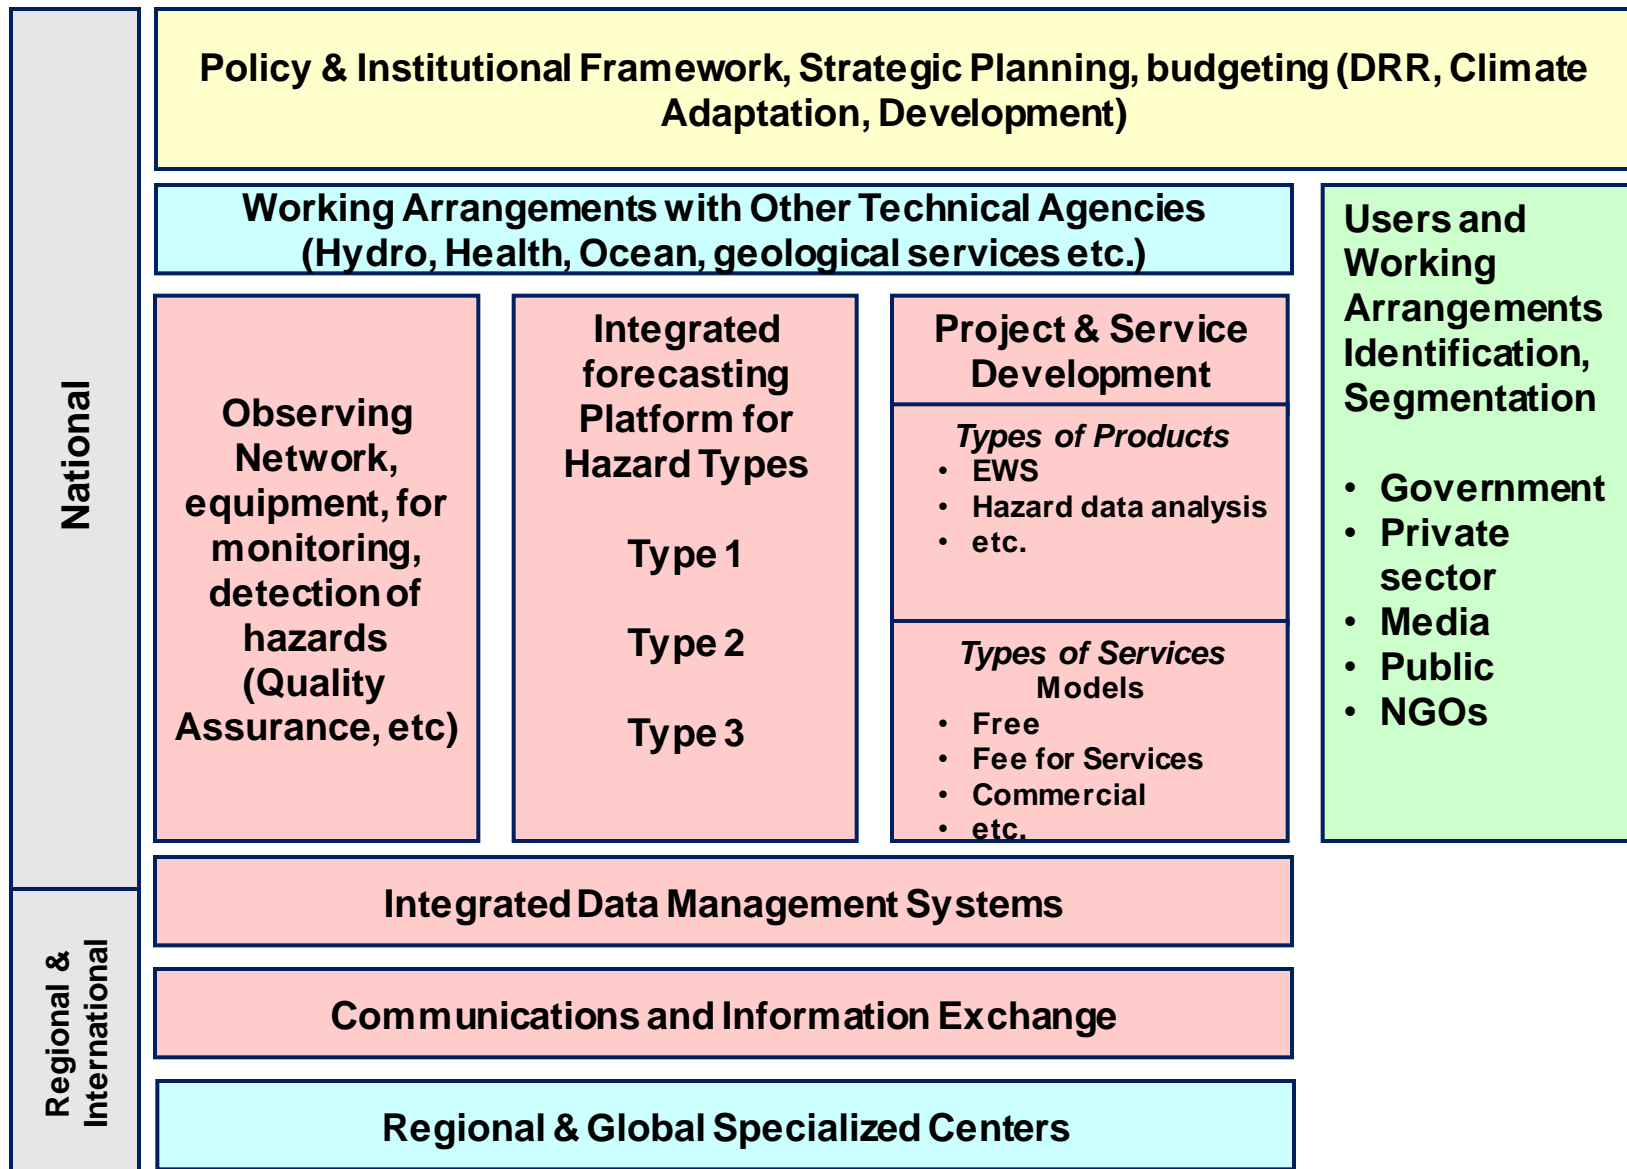 Policy & Institutional Framework, Strategic Planning, budgeting (DRR, Climate
Adaptation, Development)
Working Arrangements with Other Technical Agencies
(Hydro, Health, Ocean, geological services etc.)
National
Observing
Network,
equipment, for
monitoring,
detection of
hazards
(Quality
Assurance, etc)
Integrated
forecasting
Platform for
Hazard Types
Type 1
Type 2
Type 3
Project & Service
Development
Types of Products
• EWS
• Hazard data analysis
• etc.
Types of Services
Models
• Free
• Fee for Services
• Commercial
• etc.
Users and
Working
Arrangements
Identification,
Segmentation
• Government
• Private
sector
• Media
• Public
• NGOs
Regional &
International
Integrated Data Management Systems
Communications and Information Exchange
Regional & Global Specialized Centers